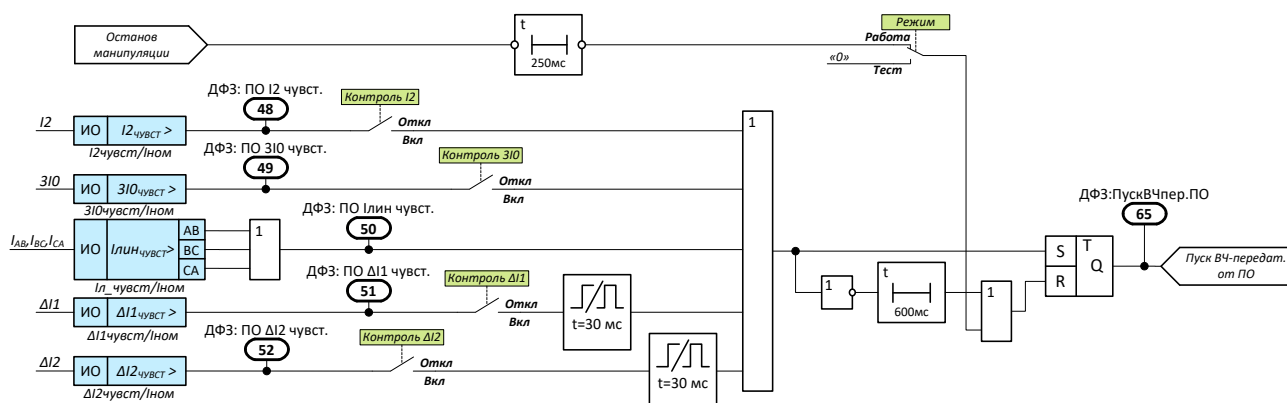 Останов
манипуляции
t
250мс
Режим
Работа
«0»
Тест
ДФЗ: ПО I2 чувст.
48
Контроль I2
Откл
Вкл
I2
ИО
I2чувст >
I2чувст/Iном
ДФЗ: ПО 3I0 чувст.
49
Контроль 3I0
Откл
Вкл
3I0
ИО
3I0чувст >
3I0чувст/Iном
ДФЗ: ПО Iлин чувст.
50
IAB,IBC,ICA
ИО
Iлинчувст>
AB
BC
CA
1
Iл_чувст/Iном
ДФЗ: ПО ΔI1 чувст.
51
Контроль ΔI1
Откл
Вкл
t=30 мс
ΔI1
ИО
ΔI1чувст >
ΔI1чувст/Iном
ДФЗ: ПО ΔI2 чувст.
52
Контроль ΔI2
Откл
Вкл
t=30 мс
ΔI2
ИО
ΔI2чувст >
ΔI2чувст/Iном
1
1
t
600мс
1
S
T
R
Q
ДФЗ:ПускВЧпер.ПО
65
Пуск ВЧ-передат.
от ПО